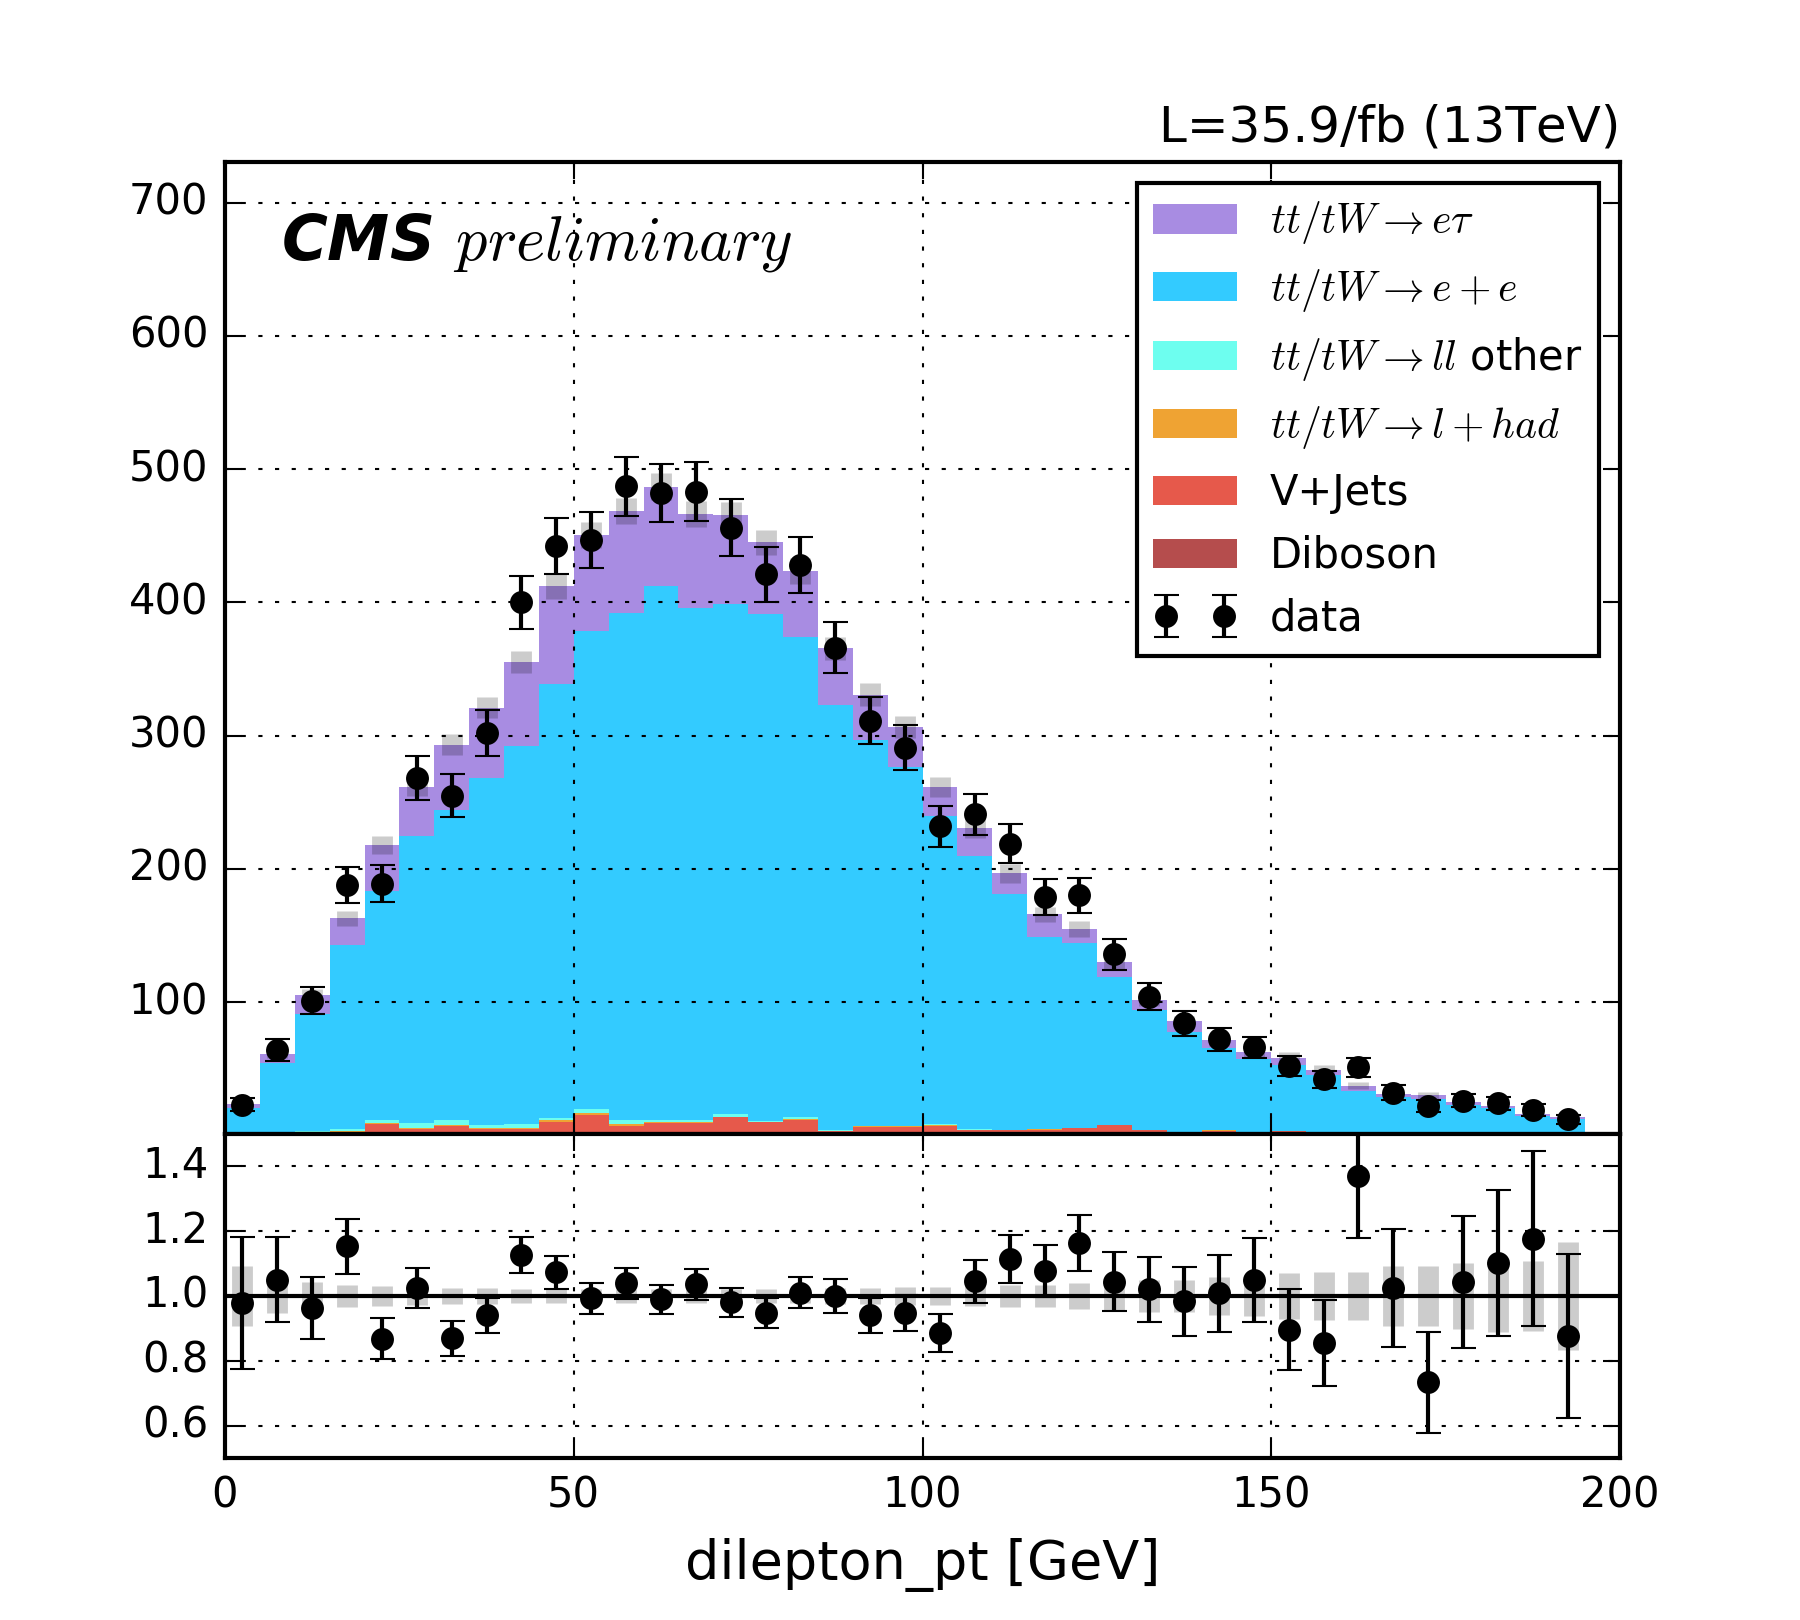 L=35.9/fb (13TeV)
CMS preliminary
700
600
500
400
300
200
100
tt/tW → eτ
tt/tW → e + e
tt/tW → ll other
tt/tW → l + had
V+Jets
Diboson
data
1.4
1.2
1.0
0.8
0.6
0 50 100 150 200
dilepton_pt [GeV]